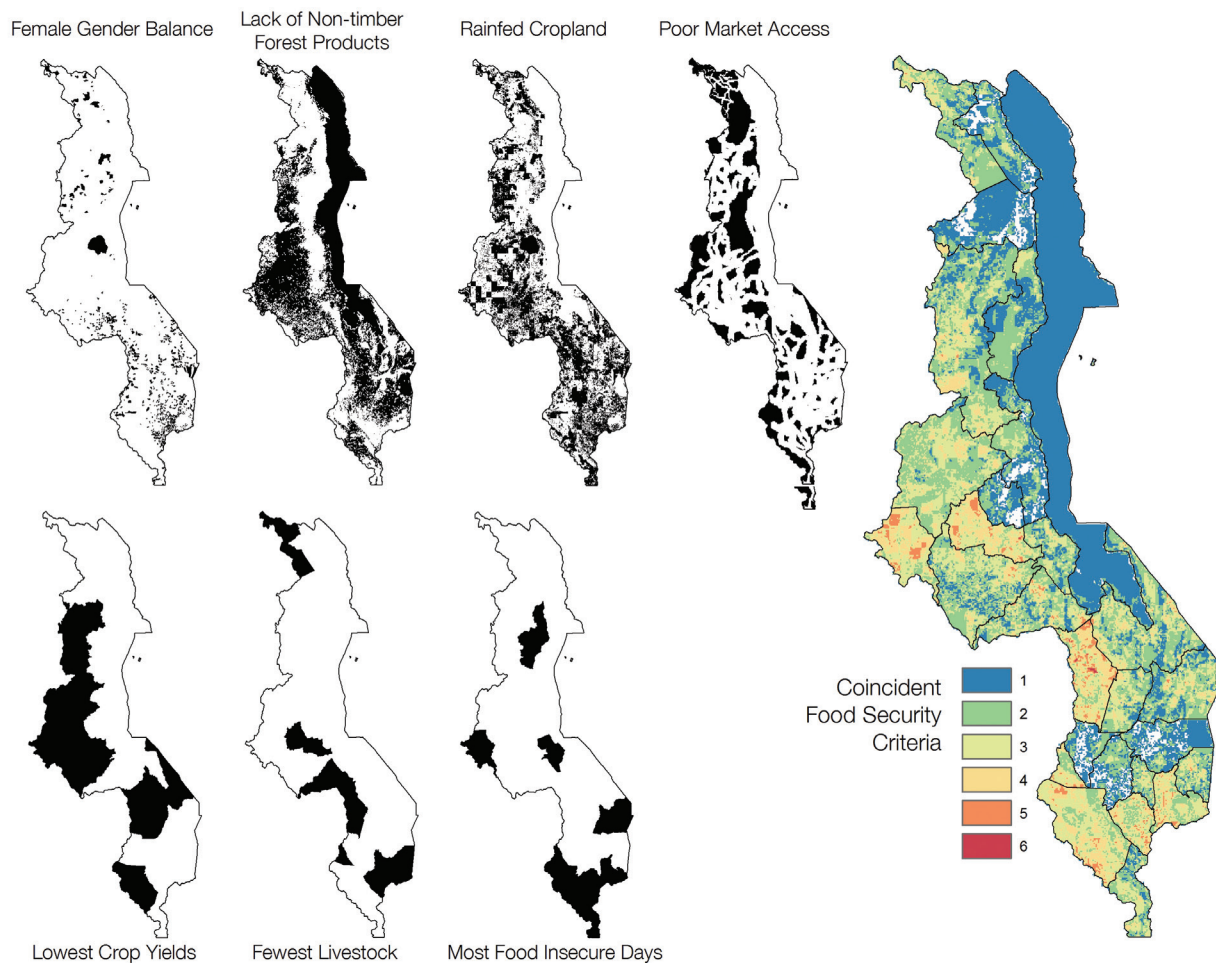 Female Gender Balance
Lack of Non-timber
Forest Products
Rainfed Cropland
Poor Market Access
Lowest Crop Yields
Fewest Livestock
Most Food Insecure Days
Coincident
Food Security
Criteria
1
2
3
4
5
6